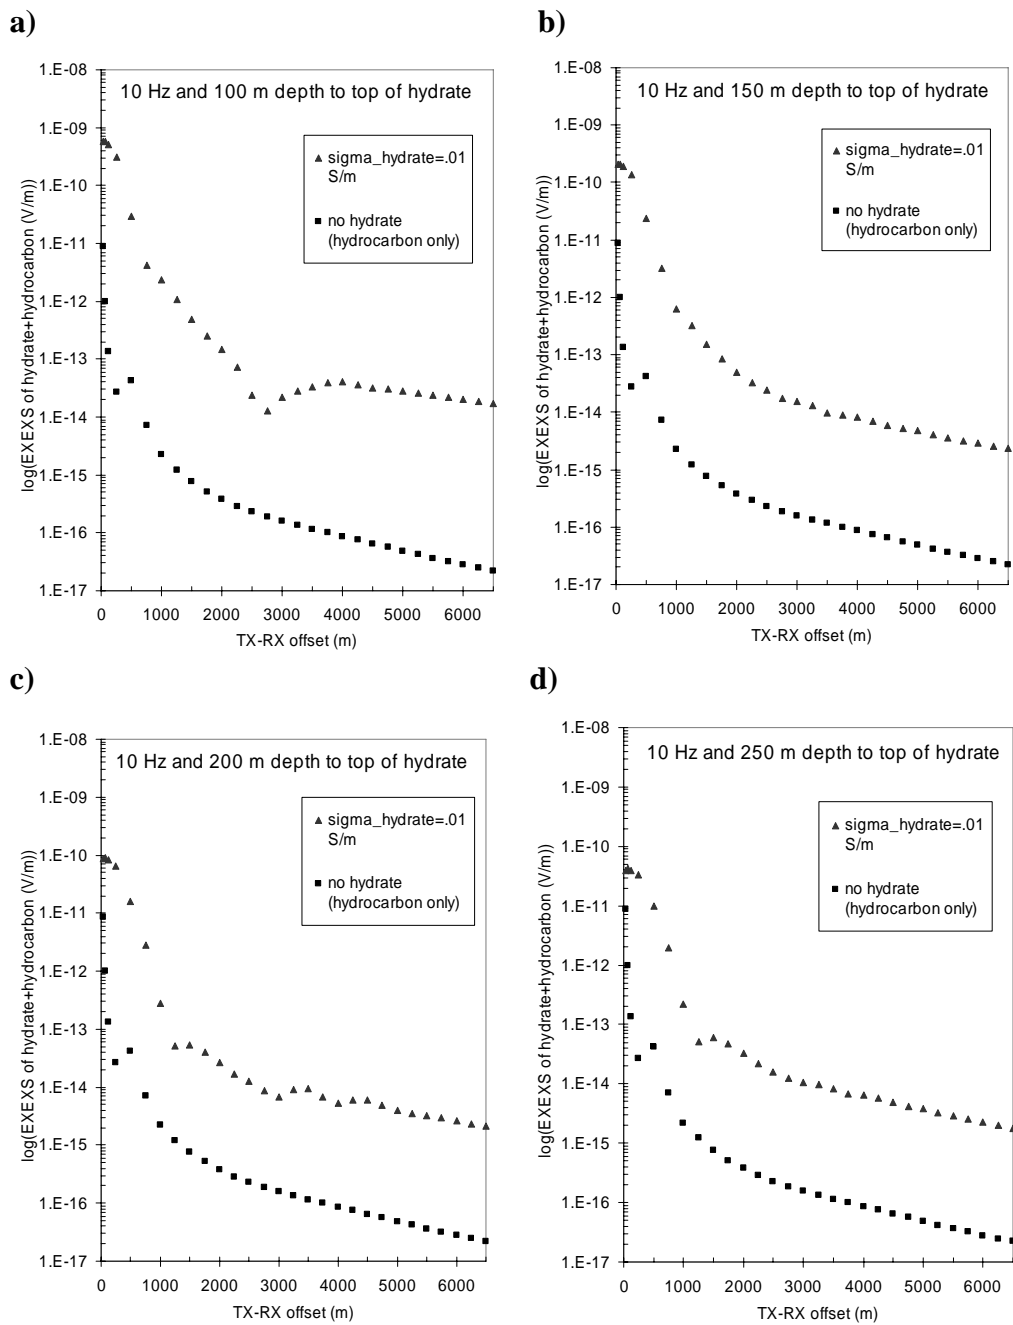 a)
10 Hz and 100 m depth to top of hydrate
sigma_hydrate=.01
S/m
no hydrate
(hydrocarbon only)
log(EXEXS of hydrate+hydrocarbon (V/m))
1.E-08
1.E-09
1.E-10
1.E-11
1.E-12
1.E-13
1.E-14
1.E-15
1.E-16
1.E-17
0 1000 2000 3000 4000 5000 6000
TX-RX offset (m)
b)
10 Hz and 150 m depth to top of hydrate
sigma_hydrate=.01
S/m
no hydrate
(hydrocarbon only)
log(EXEXS of hydrate+hydrocarbon (V/m))
1.E-08
1.E-09
1.E-10
1.E-11
1.E-12
1.E-13
1.E-14
1.E-15
1.E-16
1.E-17
0 1000 2000 3000 4000 5000 6000
TX-RX offset (m)
c)
10 Hz and 200 m depth to top of hydrate
sigma_hydrate=.01
S/m
no hydrate
(hydrocarbon only)
log(EXEXS of hydrate+hydrocarbon (V/m))
1.E-08
1.E-09
1.E-10
1.E-11
1.E-12
1.E-13
1.E-14
1.E-15
1.E-16
1.E-17
0 1000 2000 3000 4000 5000 6000
TX-RX offset (m)
d)
10 Hz and 250 m depth to top of hydrate
sigma_hydrate=.01
S/m
no hydrate
(hydrocarbon only)
log(EXEXS of hydrate+hydrocarbon (V/m))
1.E-08
1.E-09
1.E-10
1.E-11
1.E-12
1.E-13
1.E-14
1.E-15
1.E-16
1.E-17
0 1000 2000 3000 4000 5000 6000
TX-RX offset (m)